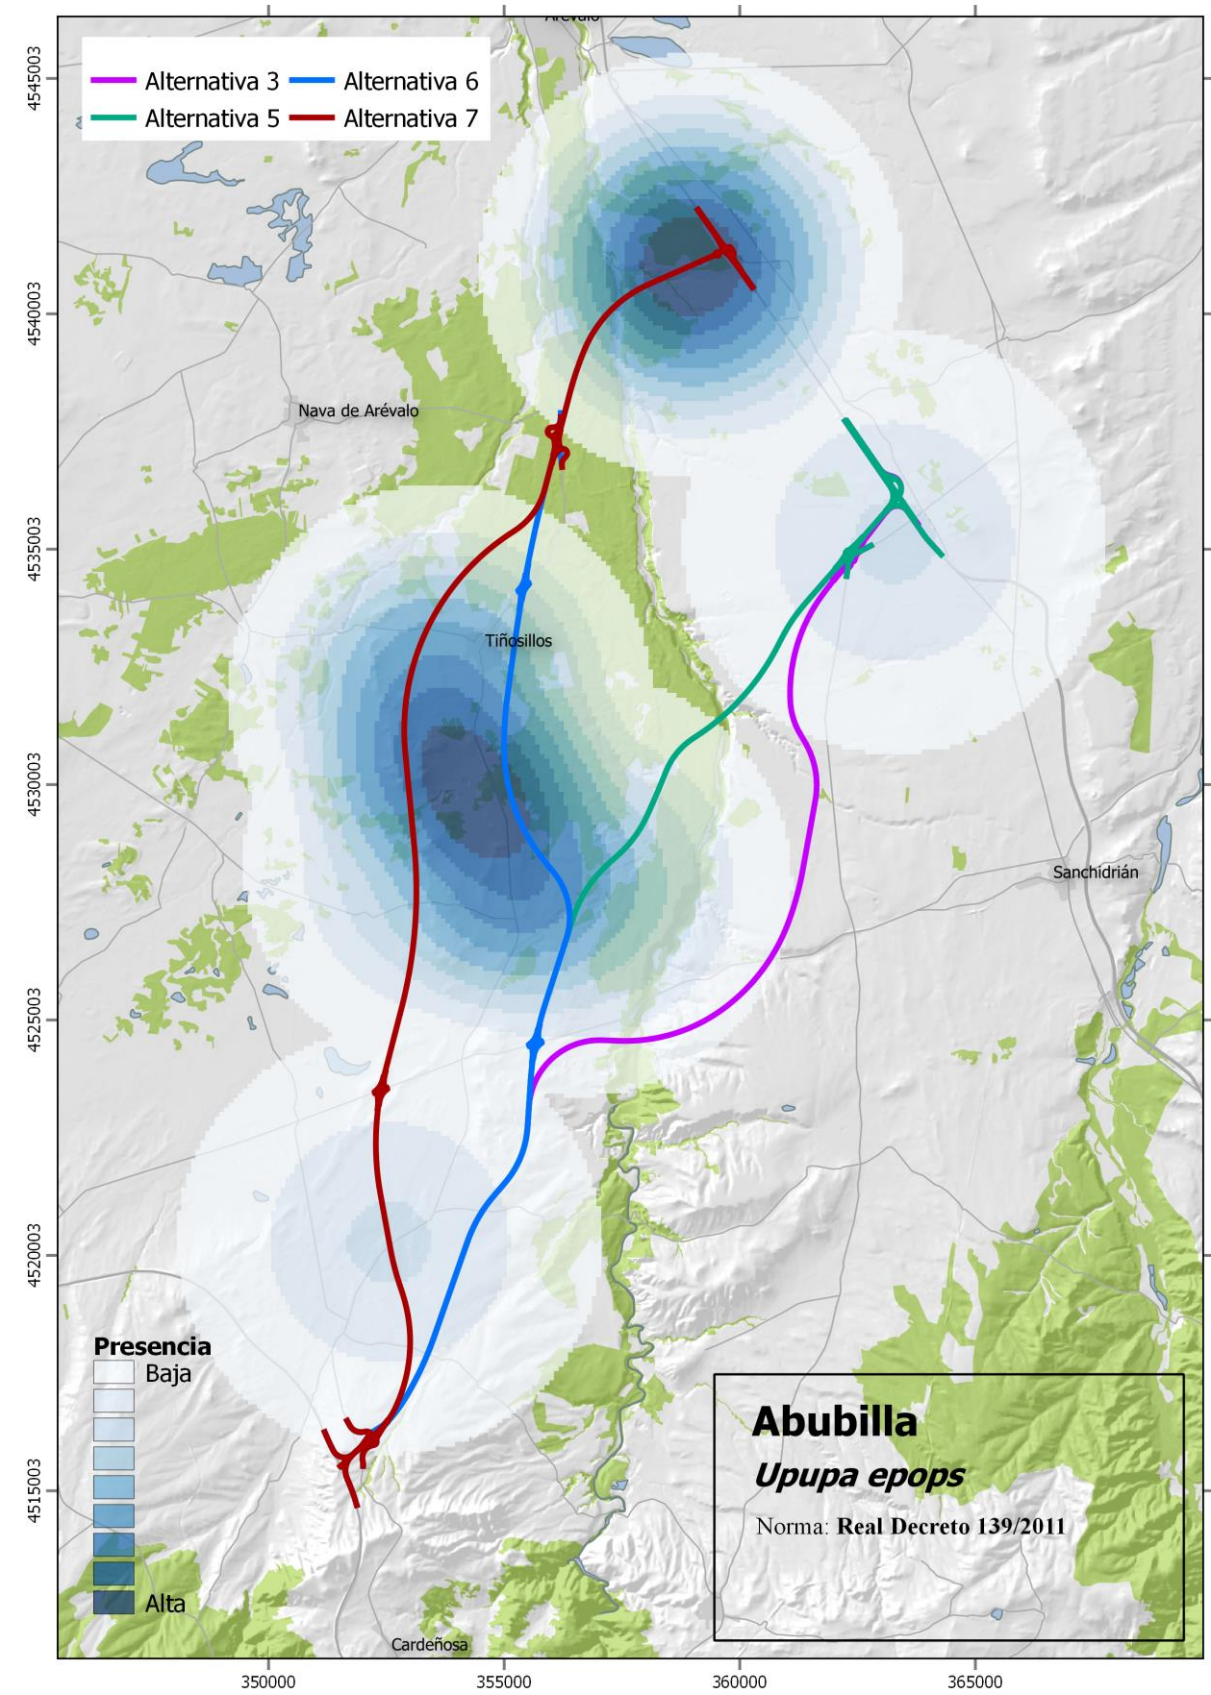 Arévalo
Alternativa 3
Alternativa 6
Alternativa 5
Alternativa 7
4545003
4540003
Nava de Arévalo
4535003
Tiñosillos
4530003
Sanchidrián
4525003
4520003
Presencia
Baja
Alta
4515003
Abubilla
Upupa epops
Norma: Real Decreto 139/2011
Cardeñosa
350000
355000
360000
365000